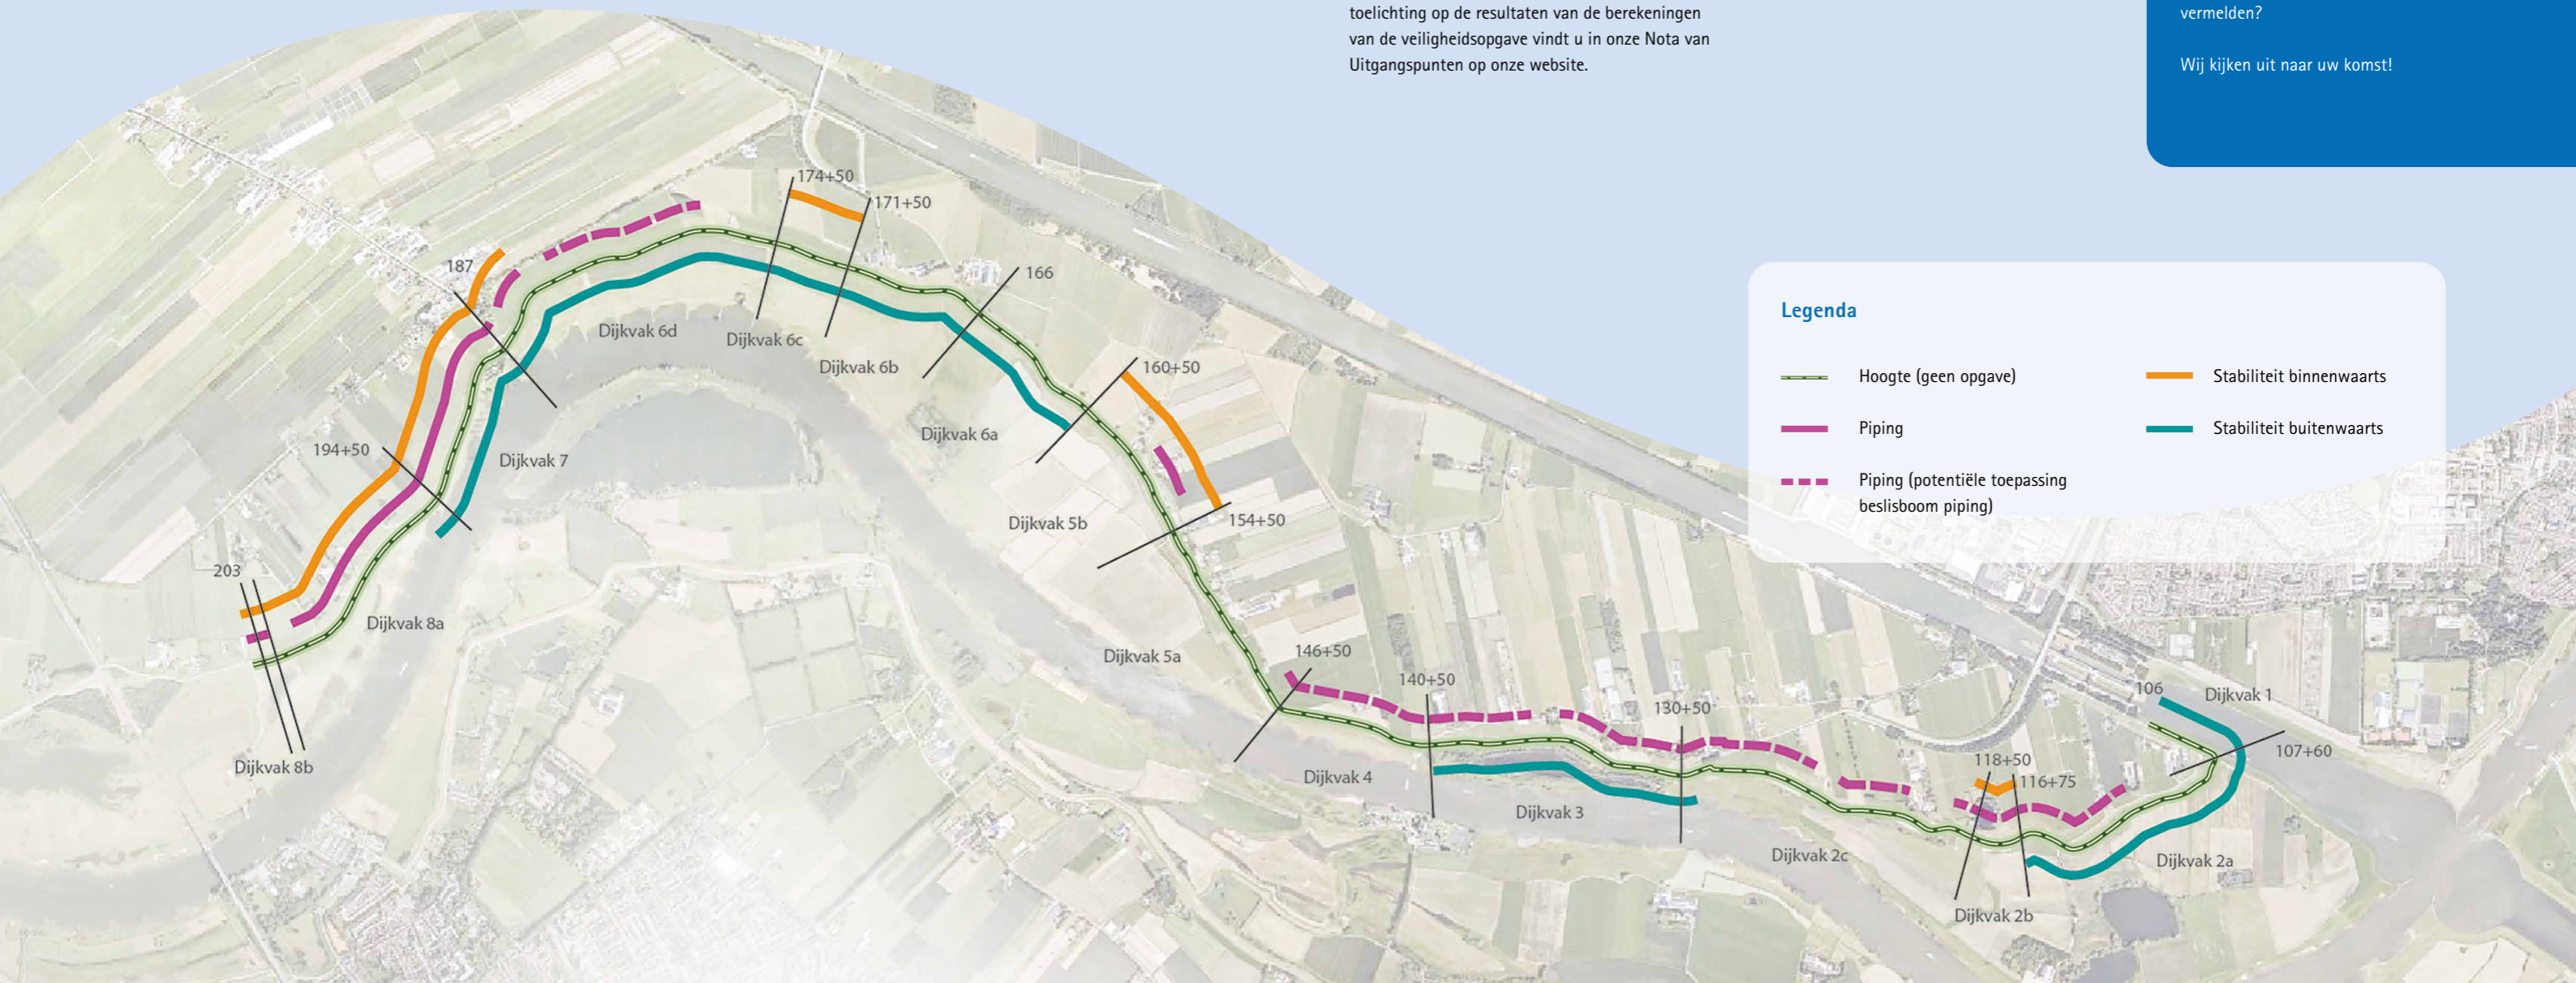 toelichting op de resultaten van de berekeningen
van de veiligheidsopgave vindt u in onze Nota van
Uitgangspunten op onze website.
vermelden?
Wij kijken uit naar uw komst!
174+50
171+50
187
166
Dijkvak 6d
Dijkvak 6c
Dijkvak 6b
160+50
Dijkvak 6a
194+50
Dijkvak 7
Dijkvak 5b
154+50
203
Dijkvak 8a
Dijkvak 5a
146+50
140+50
130+50
Dijkvak 8b
Dijkvak 4
Dijkvak 3
Dijkvak 2c
118+50
116+75
106
Dijkvak 1
107+60
Dijkvak 2a
Dijkvak 2b
Legenda
Hoogte (geen opgave)
Piping
Piping (potentiële toepassing
beslisboom piping)
Stabiliteit binnenwaarts
Stabiliteit buitenwaarts